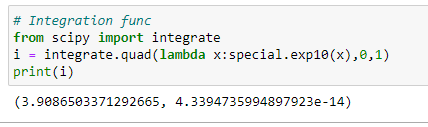 # Integration func
from scipy import integrate
i = integrate.quad(lambda x:special.exp10(x),0,1)
print(i)
(3.9086503371292665, 4.3394735994897923e-14)